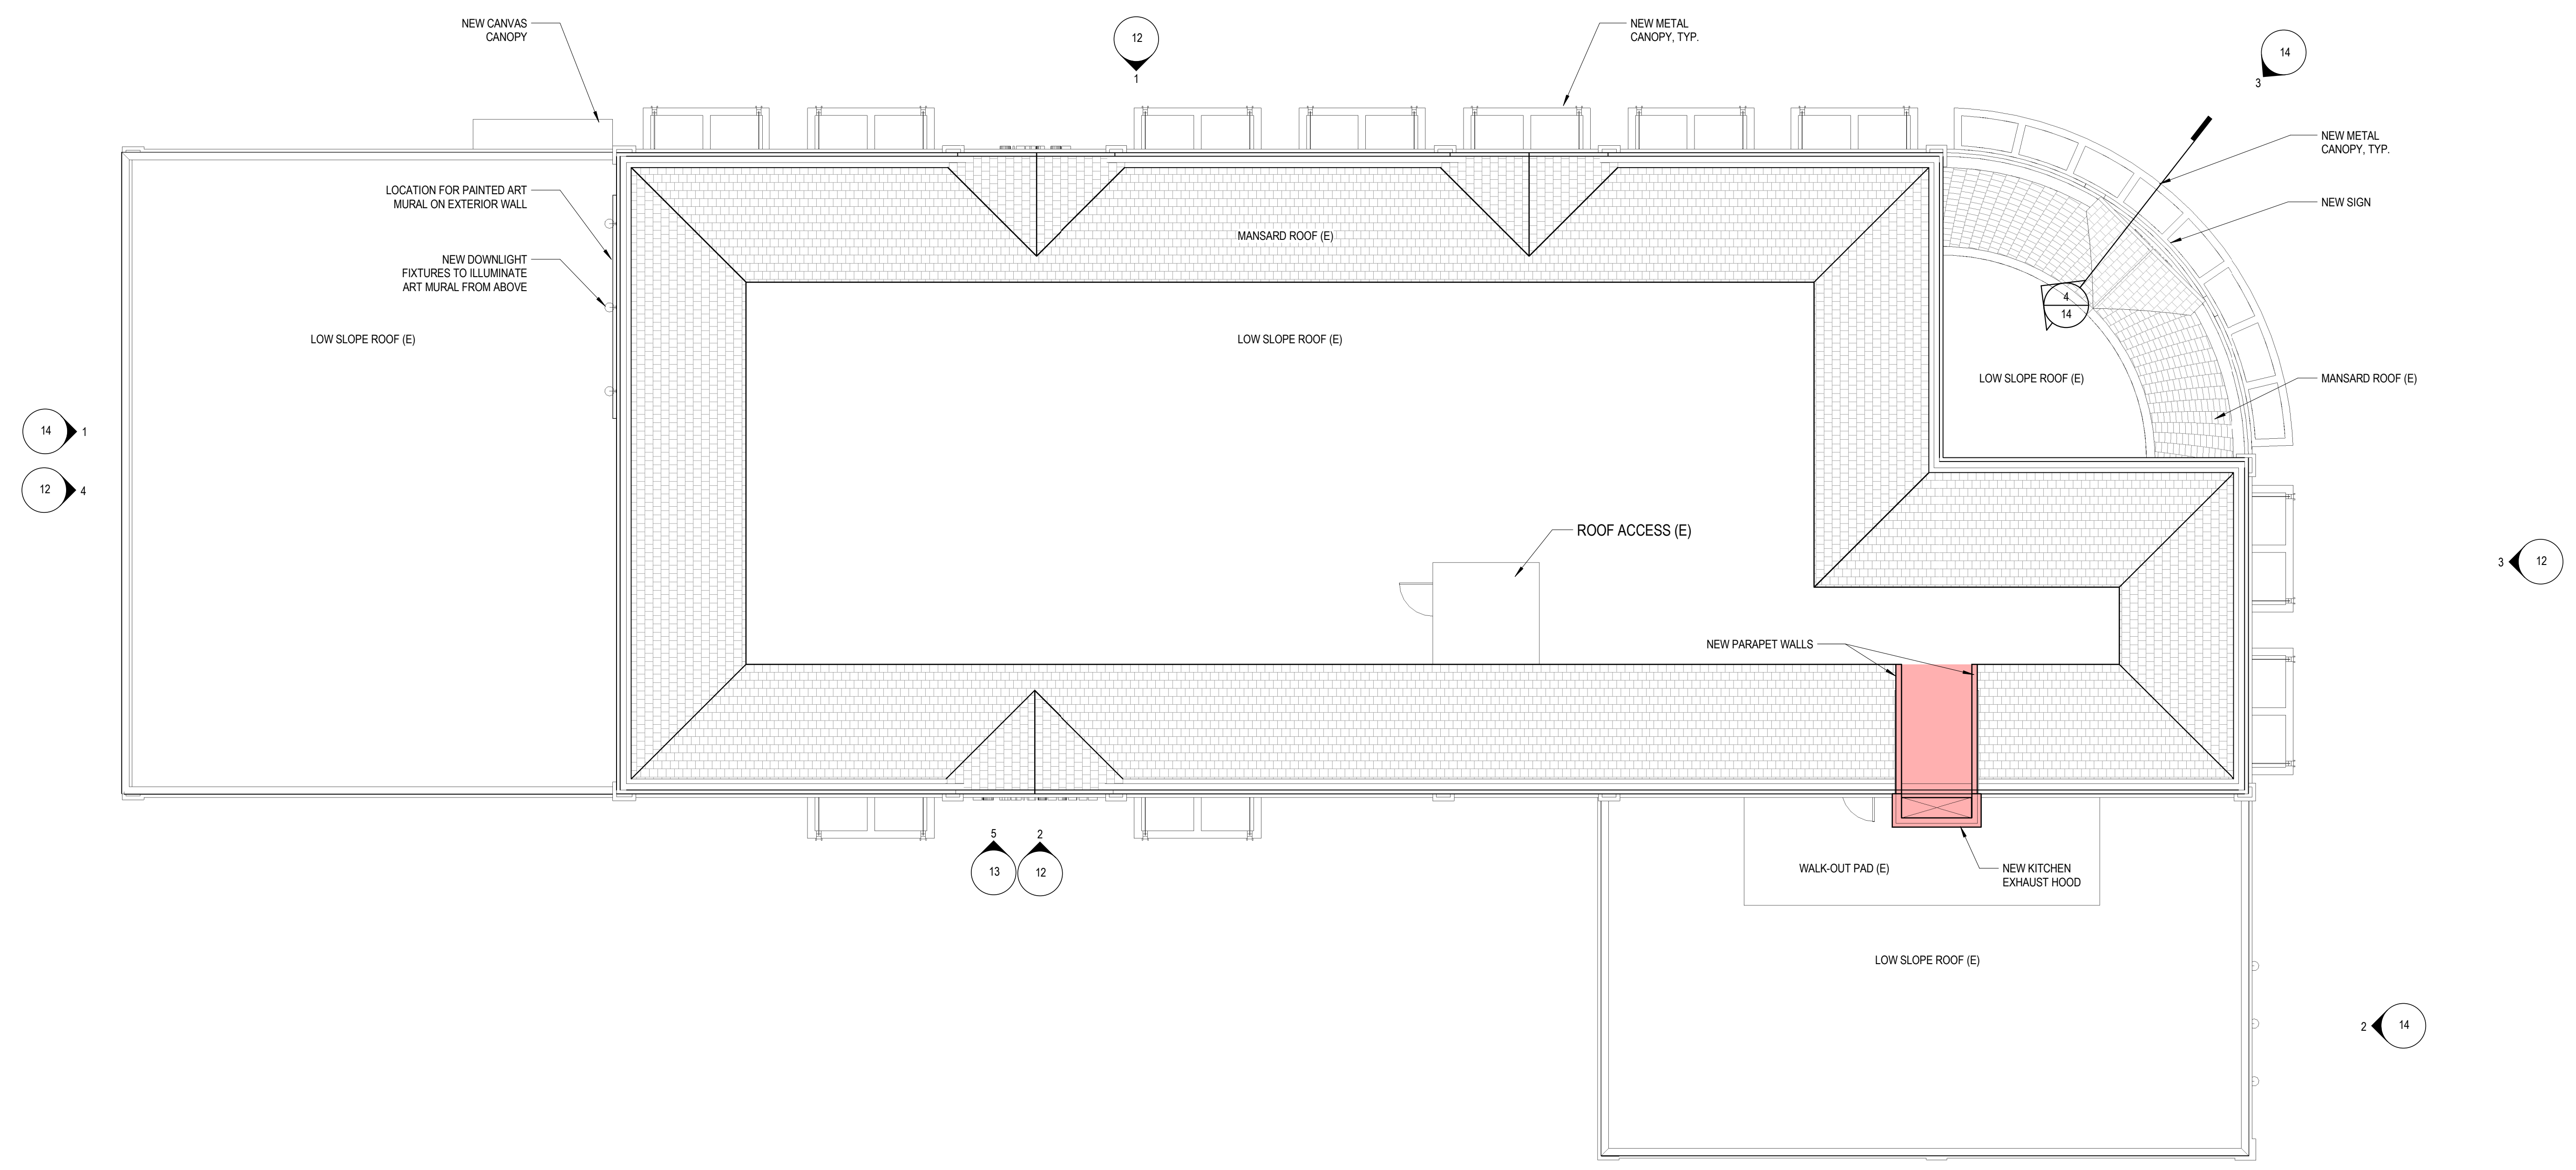 NEW CANVAS
CANOPY
12
1
NEW METAL
CANOPY, TYP.
14
3
NEW METAL
CANOPY, TYP.
LOCATION FOR PAINTED ART
MURAL ON EXTERIOR WALL
NEW SIGN
MANSARD ROOF (E)
NEW DOWNLIGHT
FIXTURES TO ILLUMINATE
ART MURAL FROM ABOVE
4
14
LOW SLOPE ROOF (E)
LOW SLOPE ROOF (E)
LOW SLOPE ROOF (E)
MANSARD ROOF (E)
14
1
12
4
ROOF ACCESS (E)
3
12
NEW PARAPET WALLS
5
13
2
12
WALK-OUT PAD (E)
NEW KITCHEN
EXHAUST HOOD
LOW SLOPE ROOF (E)
2
14